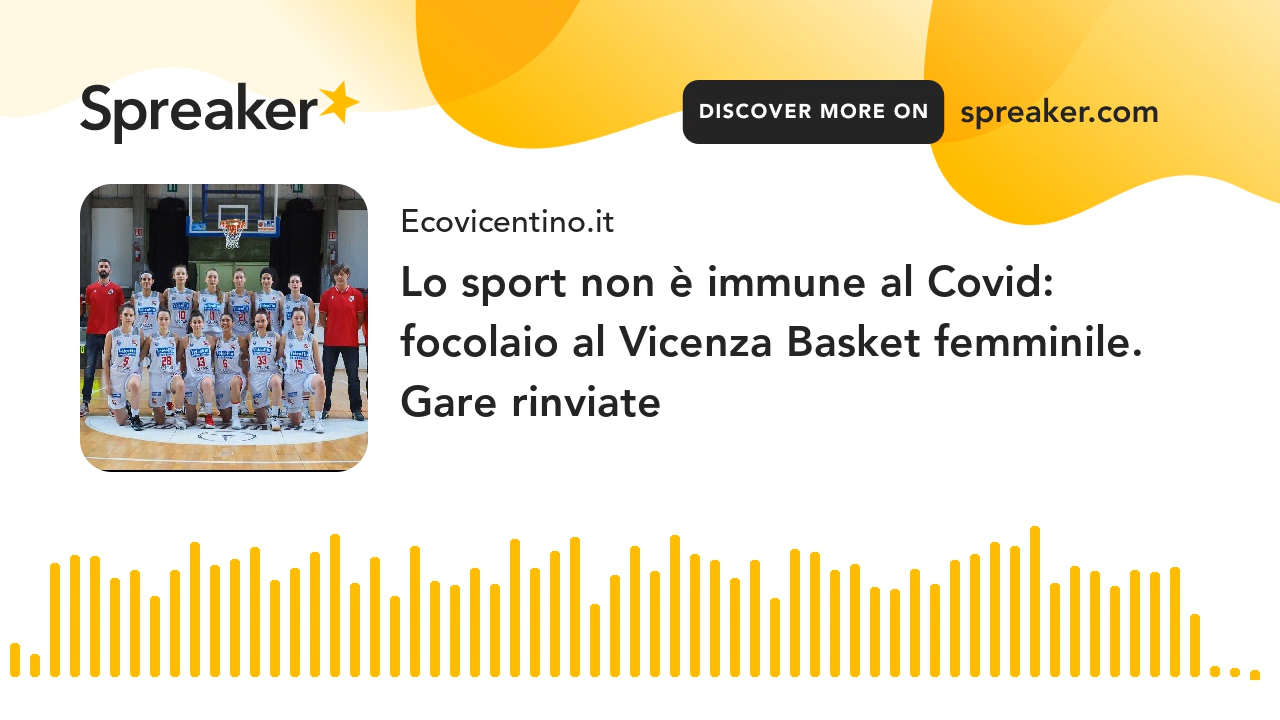 Spreaker
DISCOVER MORE ON spreaker.com
Ecovicentino.it
Lo sport non è immune al Covid:
focolaio al Vicenza Basket femminile.
Gare rinviate